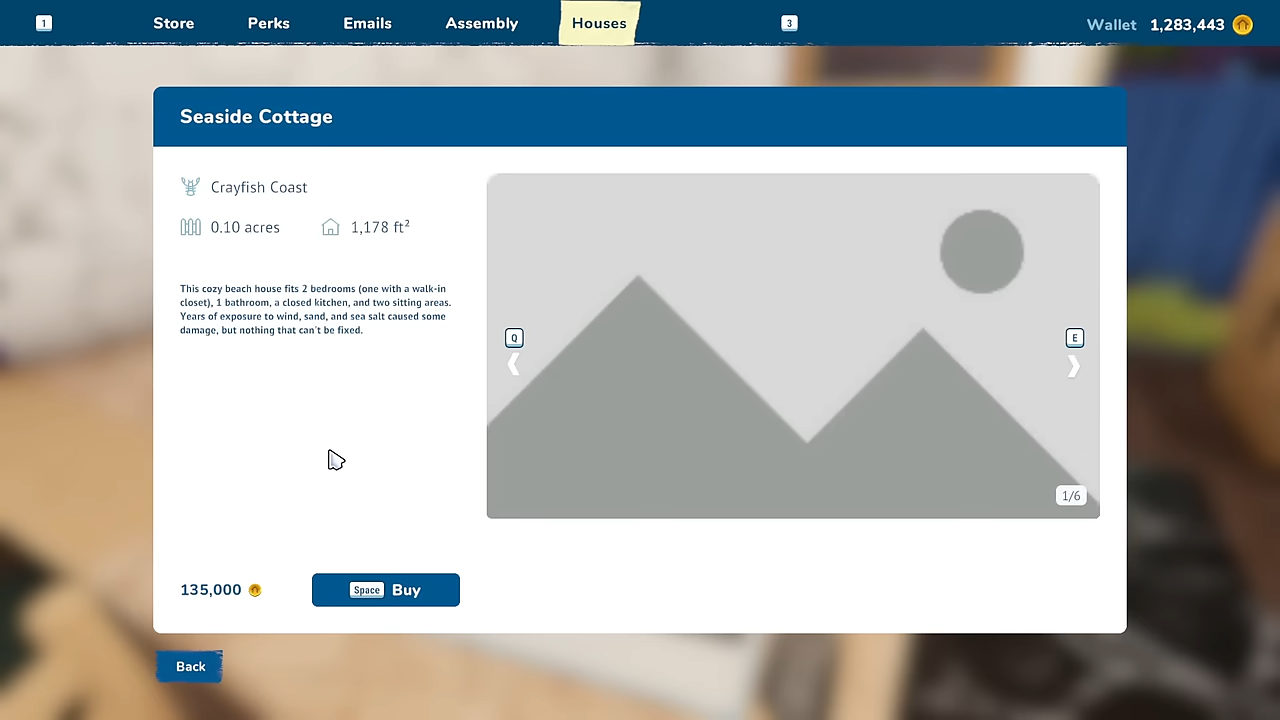 1 Store Perks Emails Assembly Houses 3 Wallet 1,283,443
Seaside Cottage
Crayfish Coast
0.10 acres 1,178 ft²
This cozy beach house fits 2 bedrooms (one with a walk-in
closet), 1 bathroom, a closed kitchen, and two sitting areas.
Years of exposure to wind, sand, and sea salt caused some
damage, but nothing that can't be fixed.
Q E
1/6
135,000 Space Buy
Back